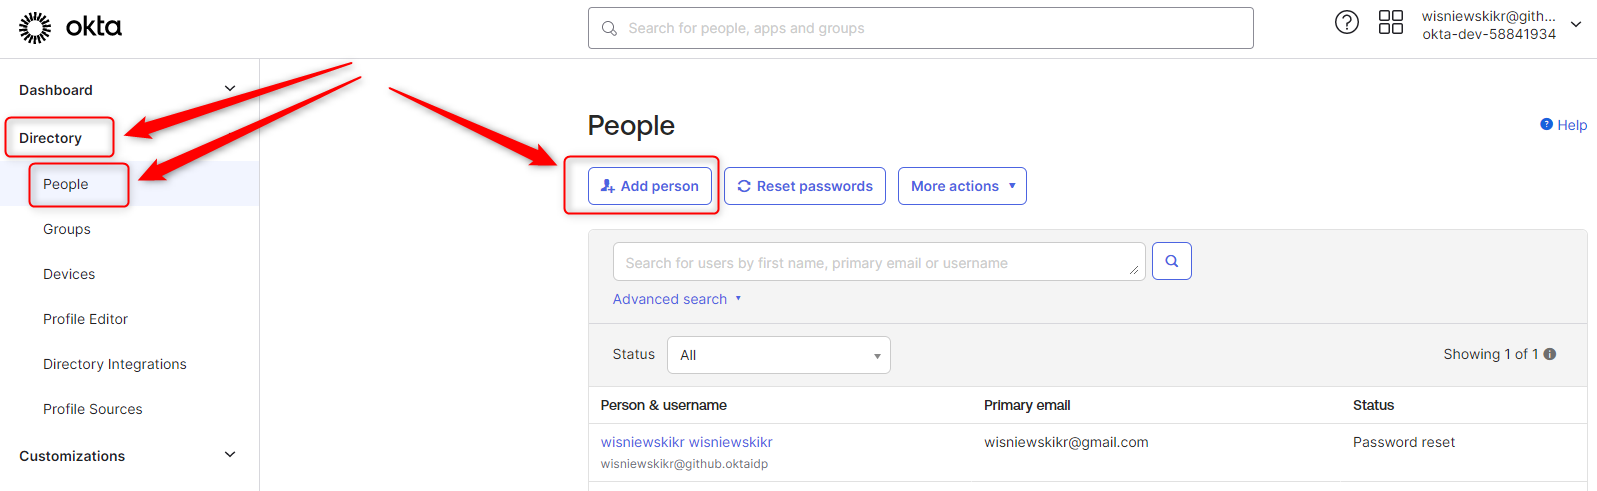 okta
Search for people, apps and groups
wisniewskikr@gith...
okta-dev-58841934
Dashboard
Directory
People
Groups
Devices
Profile Editor
Directory Integrations
Profile Sources
Customizations
People
Help
Add person
Reset passwords
More actions
Search for users by first name, primary email or username
Advanced search
Status
All
Showing 1 of 1
Person & username Primary email Status
wisniewskikr wisniewskikr wisniewskikr@gmail.com Password reset
wisniewskikr@github.oktaidp